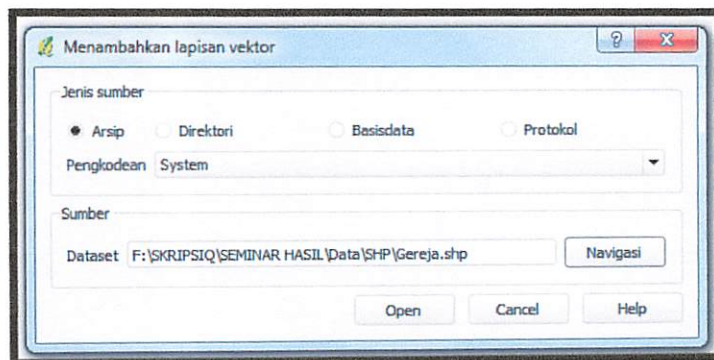 Menambahkan lapisan vektor
?
Jenis sumber
Arsip Direktori Basisdata Protokol
Pengkodean System
Sumber
Dataset F:\SKRIPSIQ\SEMINAR HASIL\Data\SHP\Gereja.shp Navigasi
Open Cancel Help